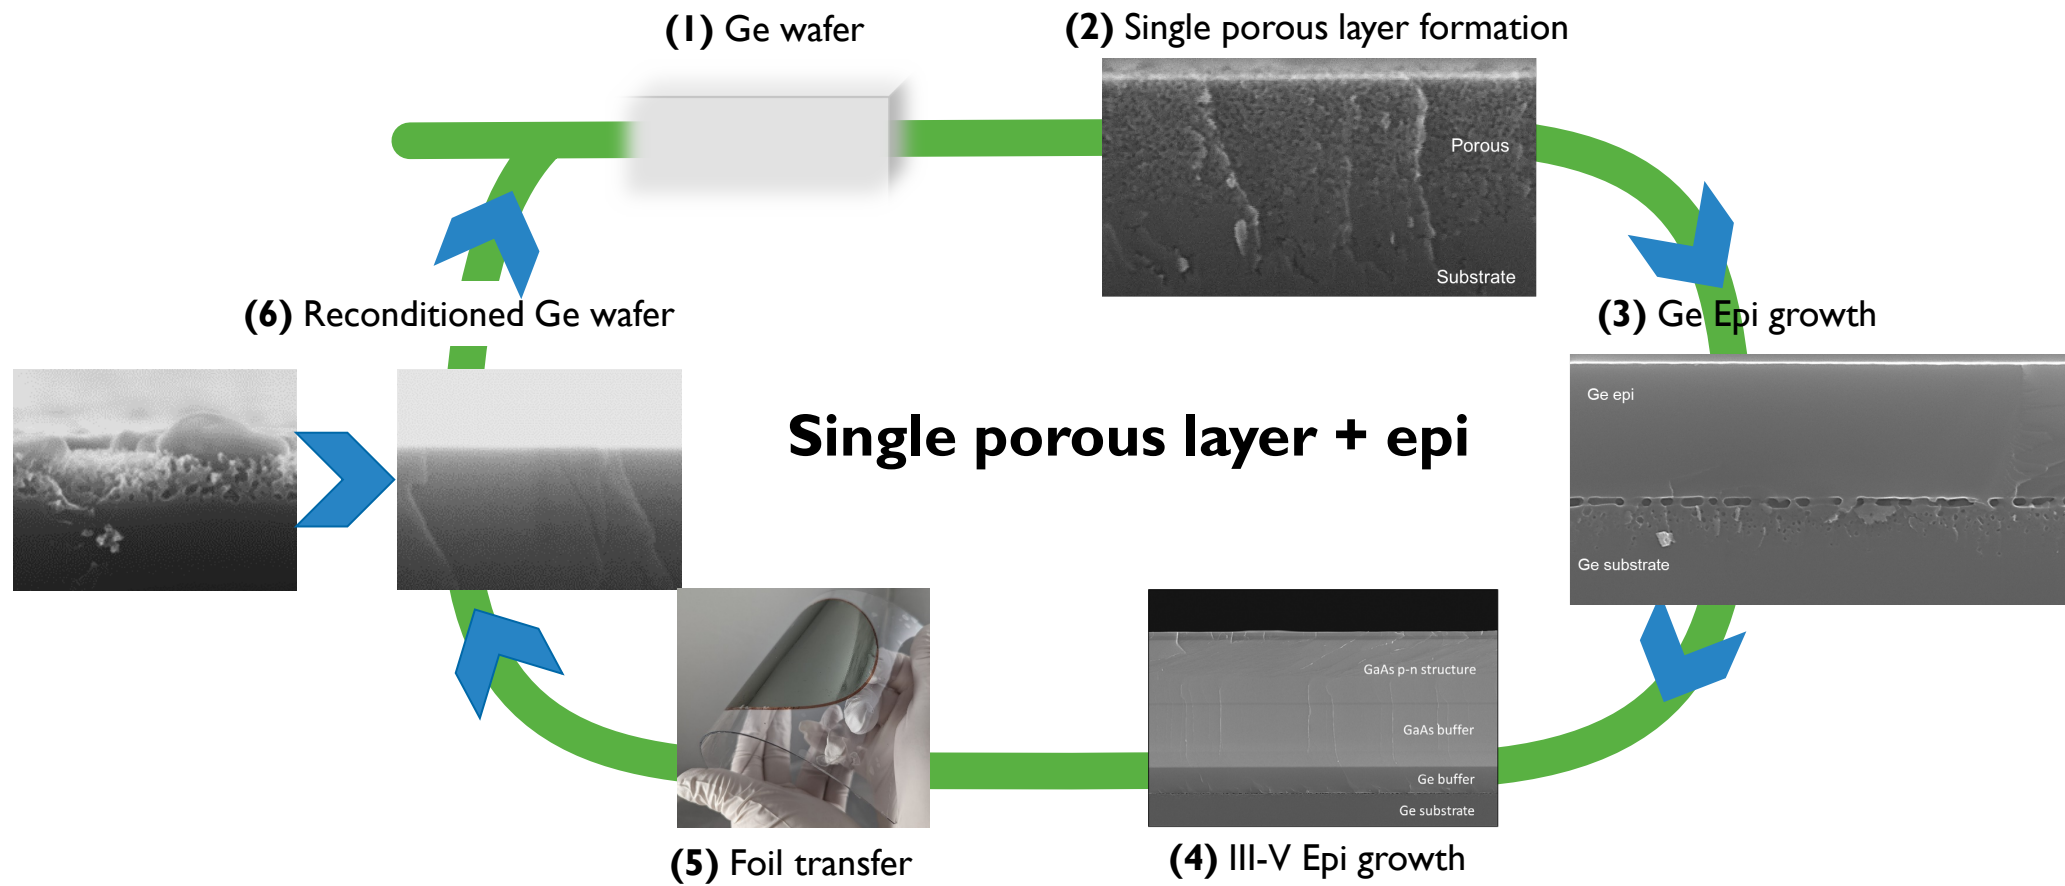 (1) Ge wafer
(2) Single porous layer formation
Porous
Substrate
(3) Ge Epi growth
Ge epi
Ge substrate
(6) Reconditioned Ge wafer
Single porous layer + epi
GaAs p-n structure
GaAs buffer
Ge buffer
Ge substrate
(5) Foil transfer
(4) III-V Epi growth